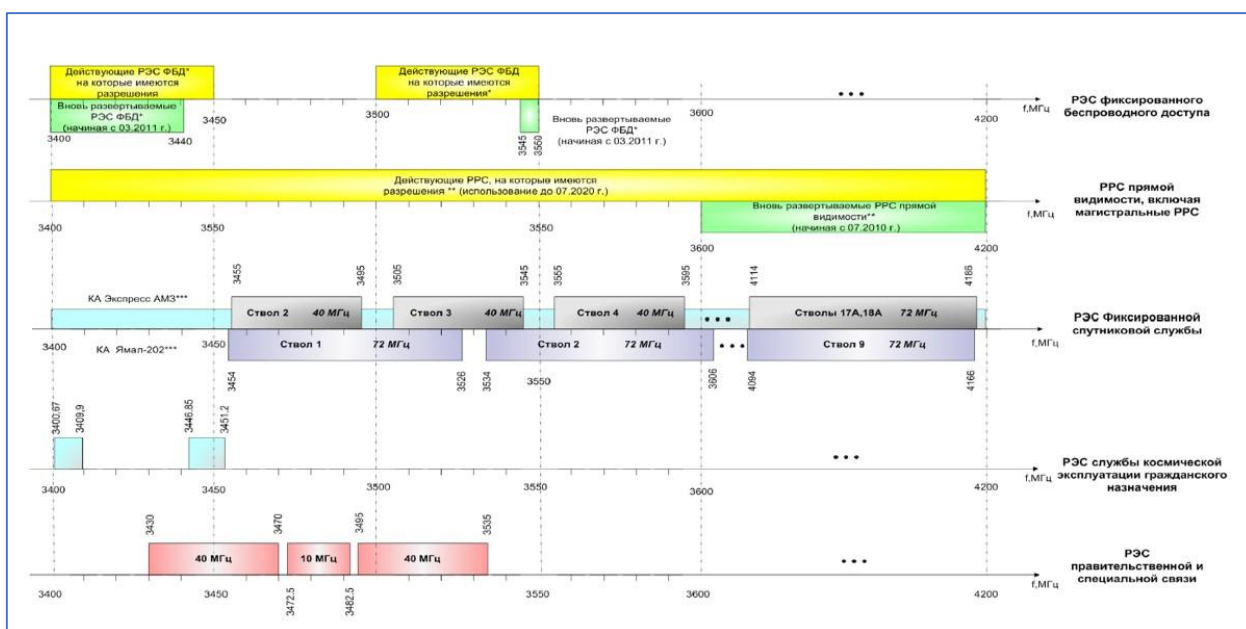 Действующие РЭС ФБД*
на которые имеются
разрешения
Действующие РЭС ФБД
на которые имеются
разрешения*
Вновь развертываемые
РЭС ФБД*
(начиная с 03.2011 г.)
3400
3440
3450
3500
3545
3560
Вновь развертываемые
РЭС ФБД*
(начиная с 03.2011 г.)
3600
f,МГц
4200
РЭС фиксированного
беспроводного доступа
Действующие РРС, на которые имеются
разрешения ** (использование до 07.2020 г.)
Вновь развертываемые РРС прямой
видимости**
(начиная с 07.2010 г.)
3400
3550
3550
3600
4200
f,МГц
РРС прямой
видимости, включая
магистральные РРС
3455
3495
3505
3545
3555
3595
4114
4186
КА Экспресс АМ3***
Ствол 2 40 МГц
Ствол 3 40 МГц
Ствол 4 40 МГц
Стволы 17А,18А 72 МГц
3400
3450
f,МГц
КА Ямал-202***
Ствол 1 72 МГц
Ствол 2 72 МГц
Ствол 9 72 МГц
3454
3526
3534
3550
3606
4094
4166
РЭС Фиксированной
спутниковой службы
3400,67
3409,9
3446.85
3451.2
3400
3450
3500
3550
3600
4200
f,МГц
РЭС службы космической
эксплуатации гражданского
назначения
3430
3470
3495
3535
40 МГц
10 МГц
40 МГц
3400
3450
3472.5
3482.5
3550
3600
4200
f,МГц
РЭС
правительственной и
специальной связи